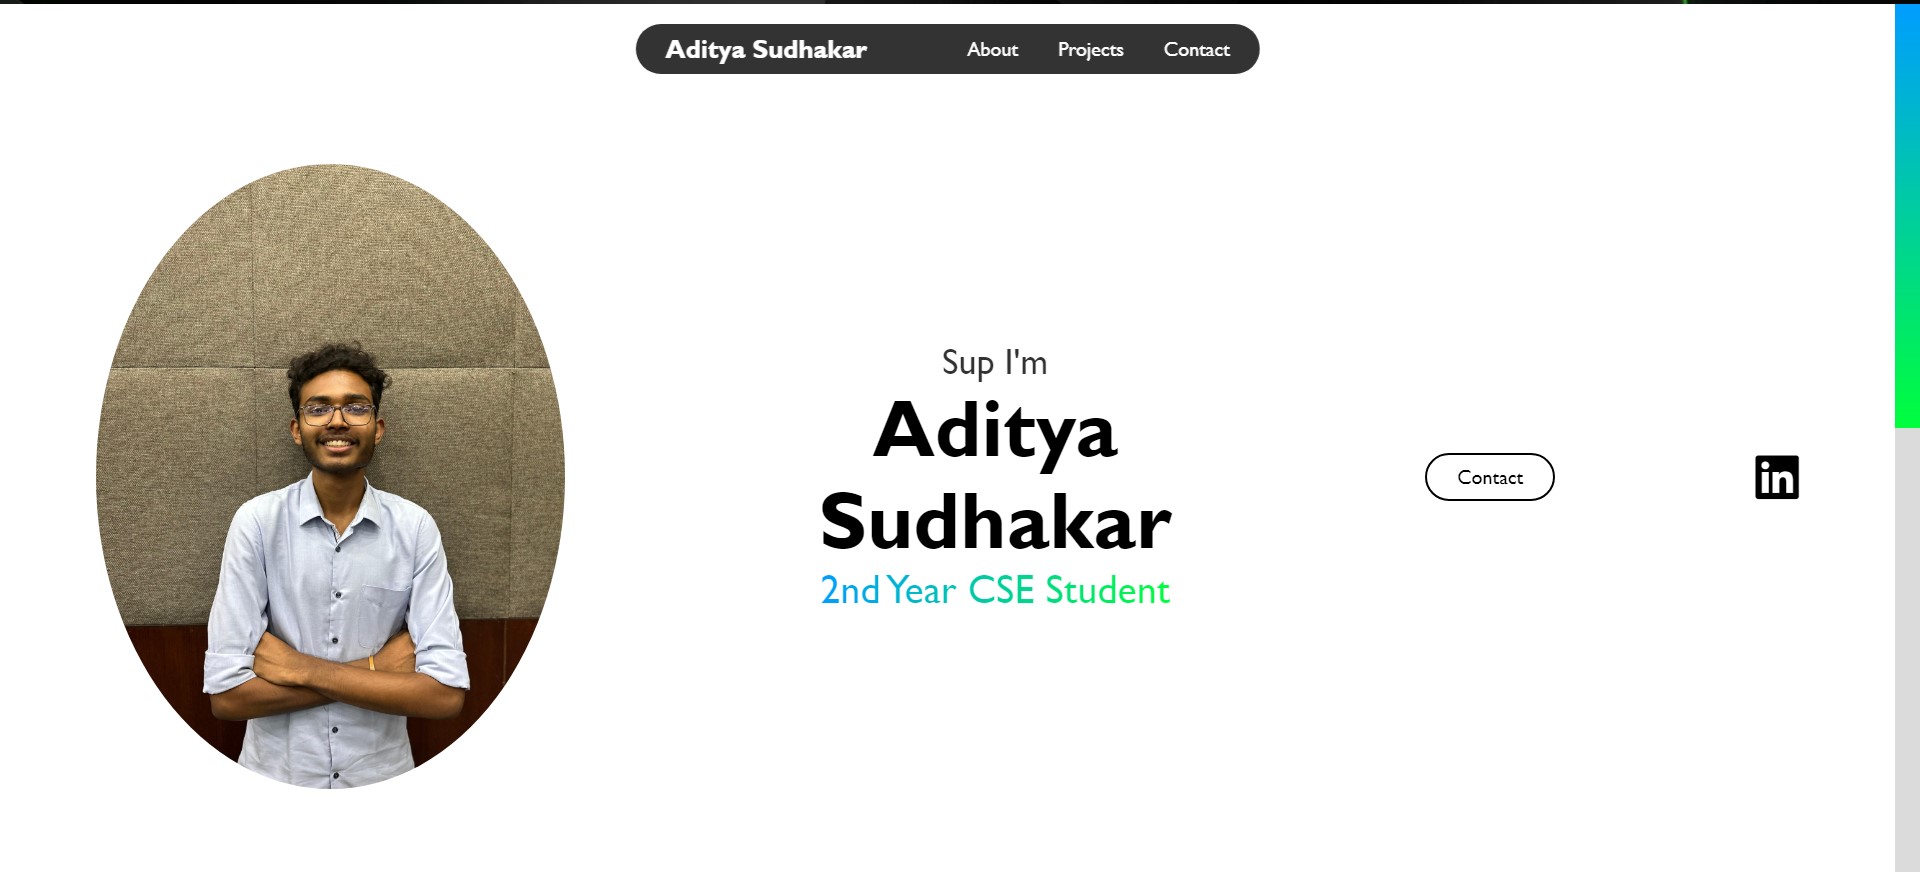 Aditya Sudhakar About Projects Contact
Sup I'm
Aditya
Sudhakar
2nd Year CSE Student
Contact
in